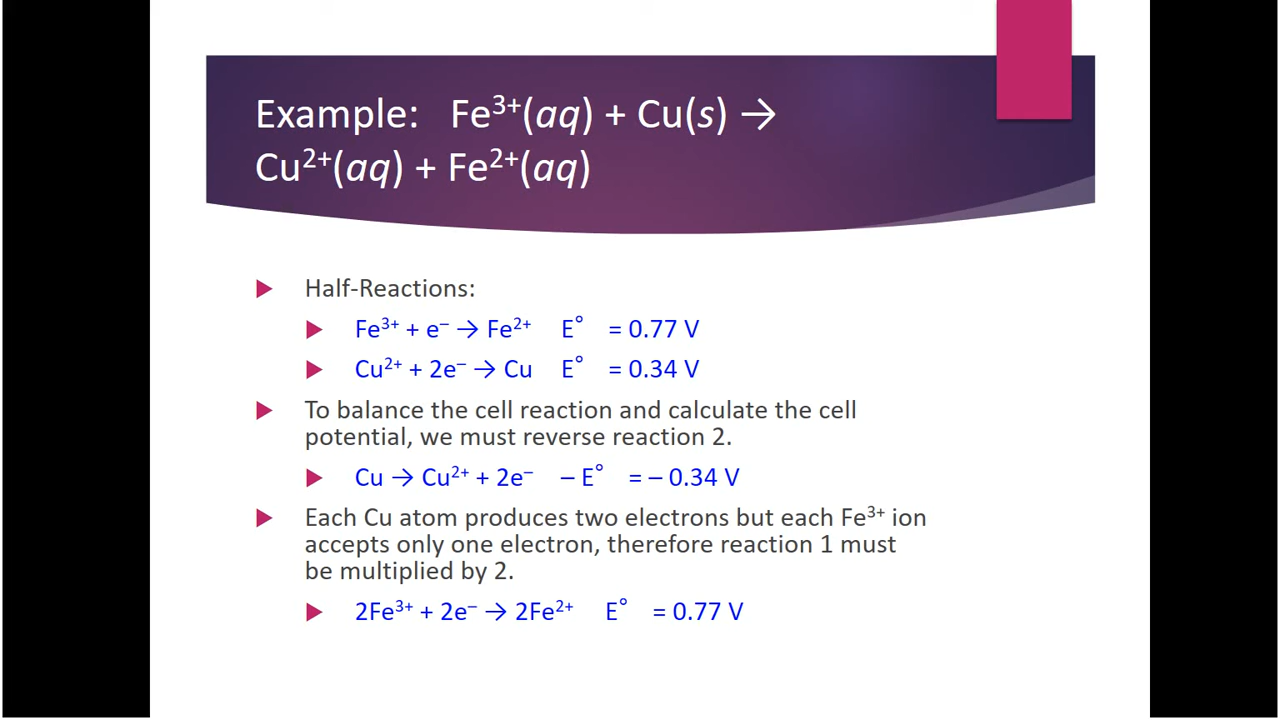 Example: Fe³⁺(aq) + Cu(s) →
Cu²⁺(aq) + Fe²⁺(aq)
Half-Reactions:
Fe³⁺ + e⁻ → Fe²⁺ E° = 0.77 V
Cu²⁺ + 2e⁻ → Cu E° = 0.34 V
To balance the cell reaction and calculate the cell
potential, we must reverse reaction 2.
Cu → Cu²⁺ + 2e⁻ – E° = – 0.34 V
Each Cu atom produces two electrons but each Fe³⁺ ion
accepts only one electron, therefore reaction 1 must
be multiplied by 2.
2Fe³⁺ + 2e⁻ → 2Fe²⁺ E° = 0.77 V